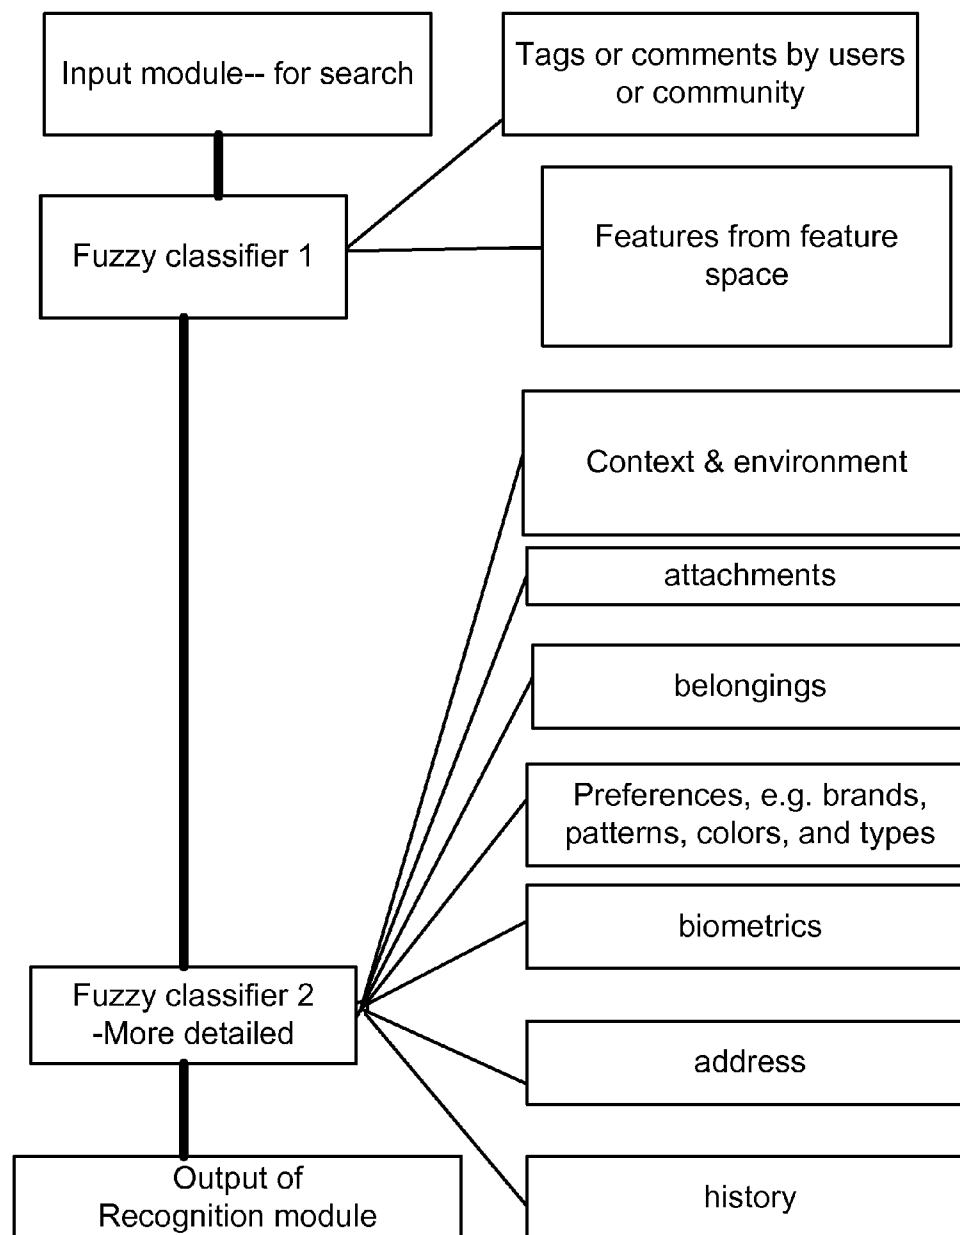 Input module-- for search
Tags or comments by users
or community
Fuzzy classifier 1
Features from feature
space
Context & environment
attachments
belongings
Preferences, e.g. brands,
patterns, colors, and types
biometrics
Fuzzy classifier 2
-More detailed
address
Output of
Recognition module
history